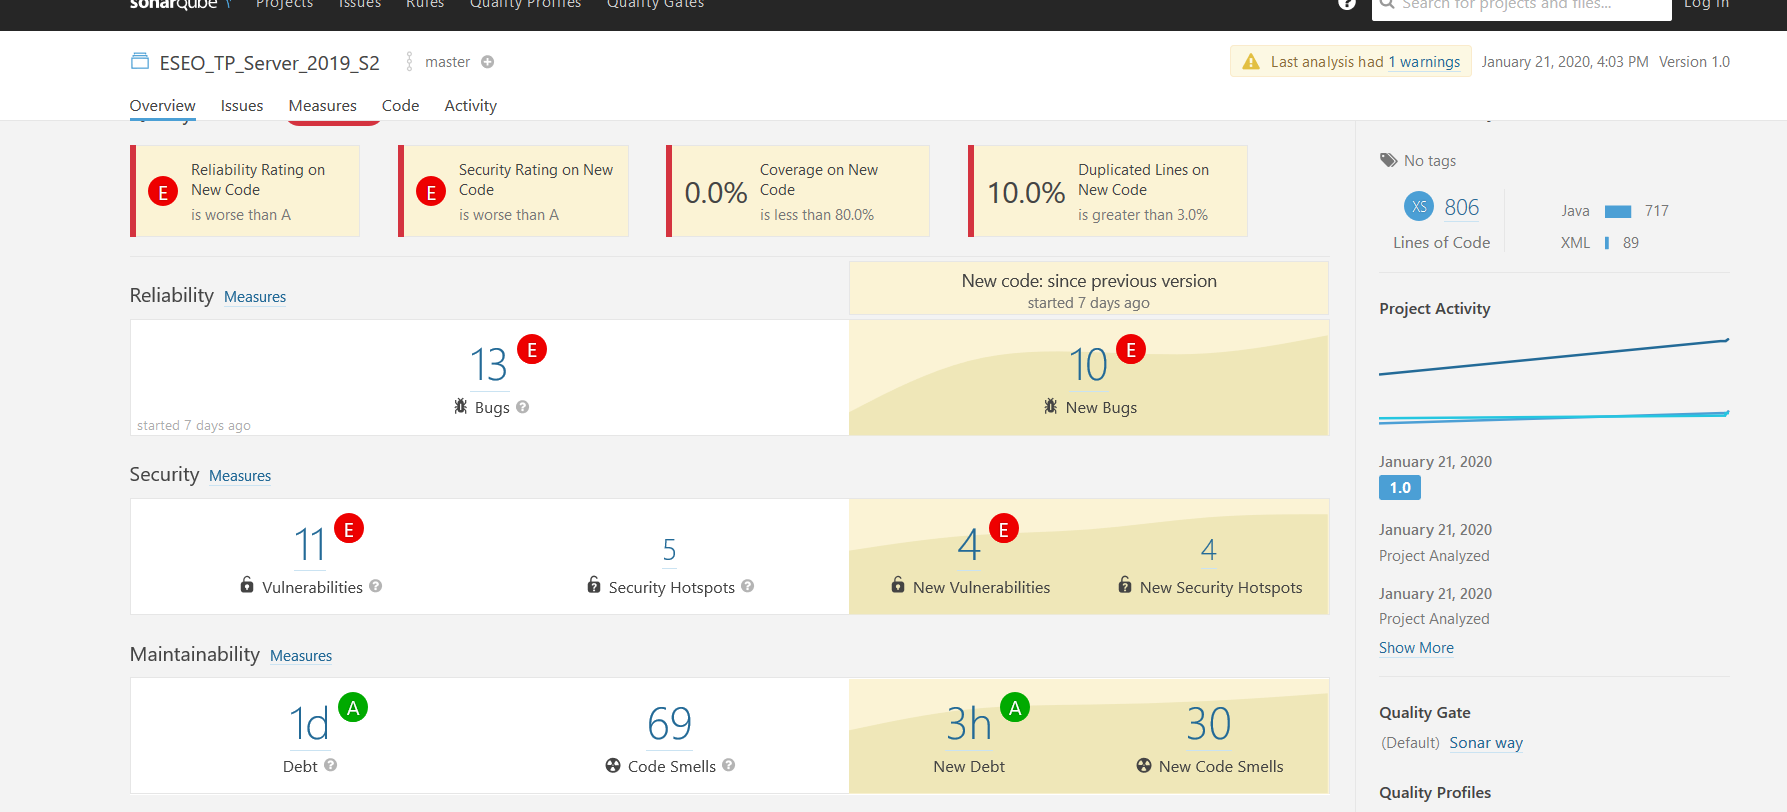 sonarqube Projects Issues Rules Quality Profiles Quality Gates Search for projects and files... Log in
ESEO_TP_Server_2019_S2 master Last analysis had 1 warnings January 21, 2020, 4:03 PM Version 1.0
Overview Issues Measures Code Activity
Reliability Rating on New Code
E
is worse than A
Security Rating on New Code
E
is worse than A
0.0%
Coverage on New Code
is less than 80.0%
10.0%
Duplicated Lines on New Code
is greater than 3.0%
New code: since previous version
started 7 days ago
Reliability Measures
13 E
Bugs
started 7 days ago
10 E
New Bugs
Security Measures
11 E
Vulnerabilities
5
Security Hotspots
4 E
New Vulnerabilities
4
New Security Hotspots
Maintainability Measures
1d A
Debt
69
Code Smells
3h A
New Debt
30
New Code Smells
No tags
XS 806
Lines of Code
Java 717
XML 89
Project Activity
January 21, 2020
1.0
January 21, 2020
Project Analyzed
January 21, 2020
Project Analyzed
Show More
Quality Gate
(Default) Sonar way
Quality Profiles